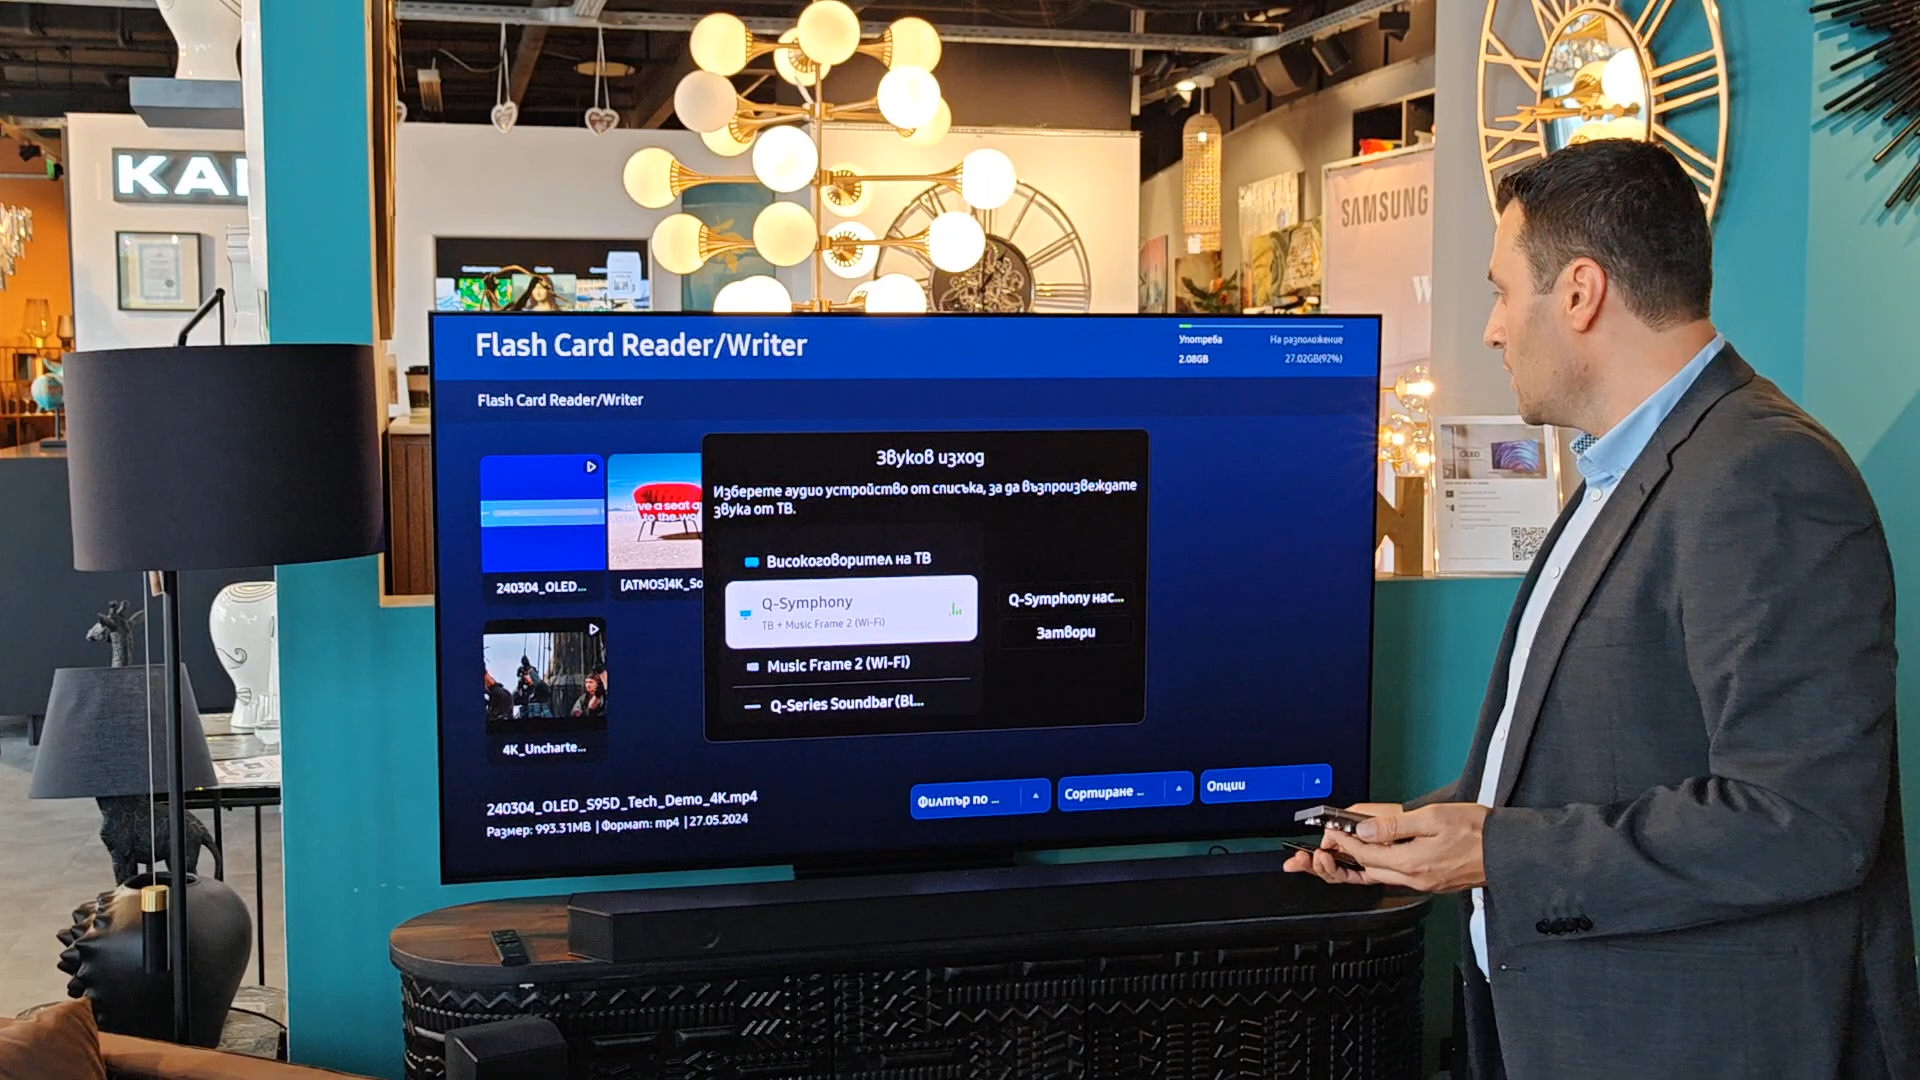 KAI
SAMSUNG
W
Flash Card Reader/Writer
Употреба
На разположение
2.08GB
27.02GB(92%)
Flash Card Reader/Writer
Звуков изход
Изберете аудио устройство от списъка, за да възпроизвеждате
звука от ТВ.
Високоговорител на ТВ
Q-Symphony
ТВ + Music Frame 2 (Wi-Fi)
Music Frame 2 (Wi-Fi)
Q-Series Soundbar (Bl...
Q-Symphony нас...
Затвори
240304_OLED...
[ATMOS]4K_So
4K_Uncharte...
240304_OLED_S95D_Tech_Demo_4K.mp4
Размер: 993.31MB | Формат: mp4 | 27.05.2024
Филтър по ...
Сортиране ...
Опции
OLED